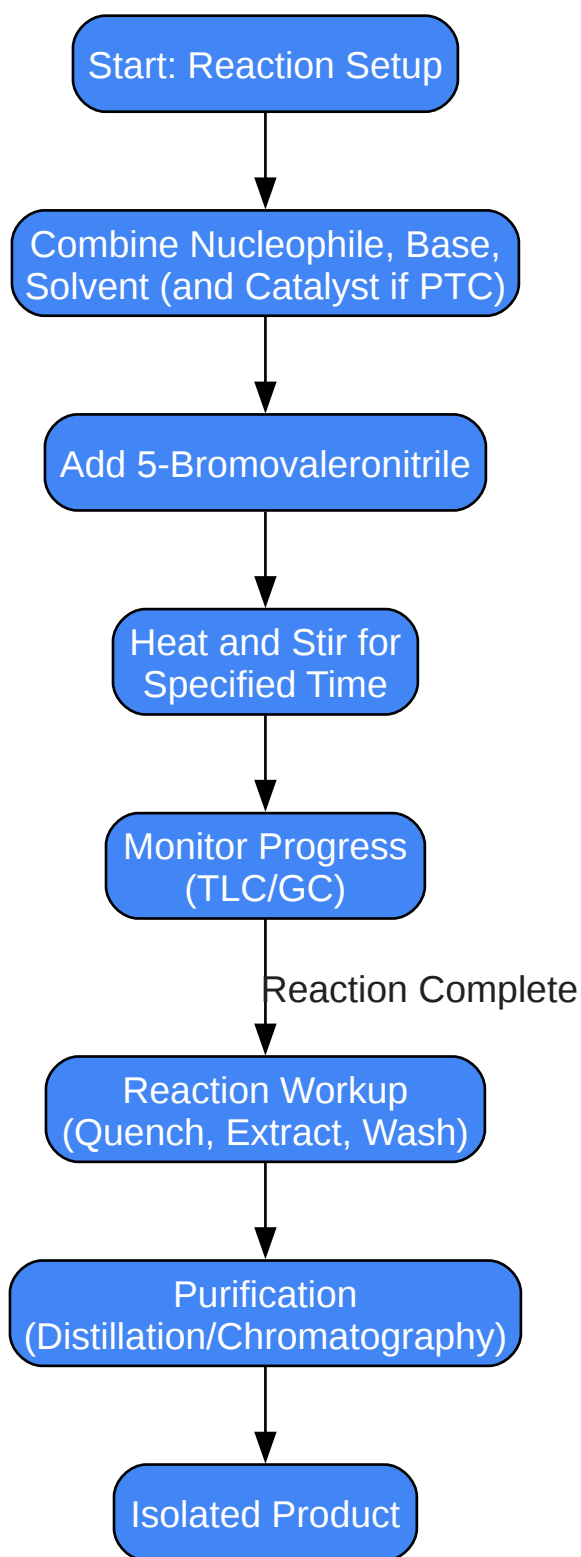 Start: Reaction Setup
Combine Nucleophile, Base,
Solvent (and Catalyst if PTC)
Add 5-Bromovaleronitrile
Heat and Stir for
Specified Time
Monitor Progress
(TLC/GC)
Reaction Complete
Reaction Workup
(Quench, Extract, Wash)
Purification
(Distillation/Chromatography)
Isolated Product